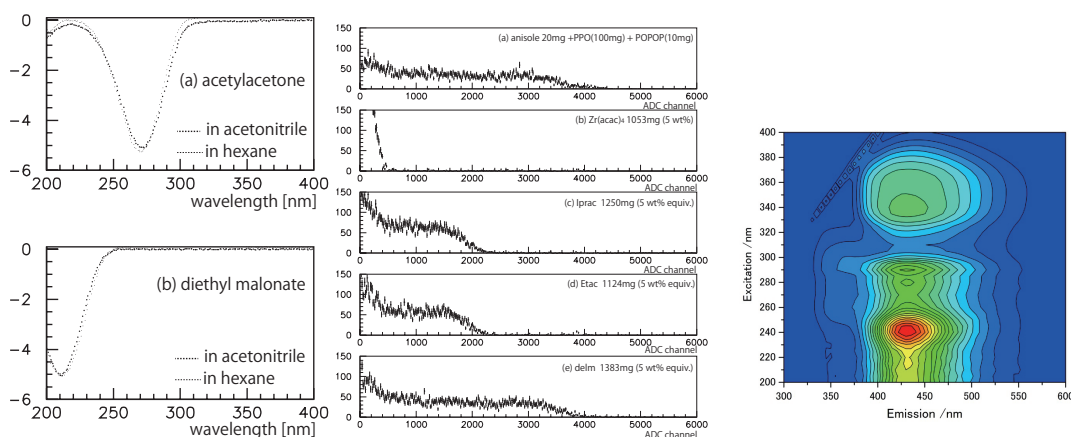 0
−2
−4
−6
(a) acetylacetone
in acetonitrile
in hexane
200 250 300 350 400
wavelength [nm]
0
−2
−4
−6
(b) diethyl malonate
in acetonitrile
in hexane
200 250 300 350 400
wavelength [nm]
150
100
50
0
(a) anisole 20mg +PPO(100mg) + POPOP(10mg)
0 1000 2000 3000 4000 5000 6000
ADC channel
150
100
50
0
(b) Zr(acac)₄ 1053mg (5 wt%)
0 1000 2000 3000 4000 5000 6000
ADC channel
150
100
50
0
(c) Iprac 1250mg (5 wt% equiv.)
0 1000 2000 3000 4000 5000 6000
ADC channel
150
100
50
0
(d) Etac 1124mg (5 wt% equiv.)
0 1000 2000 3000 4000 5000 6000
ADC channel
150
100
50
0
(e) delm 1383mg (5 wt% equiv.)
0 1000 2000 3000 4000 5000 6000
ADC channel
Excitation /nm
400
380
360
340
320
300
280
260
240
220
200
300 350 400 450 500 550 600
Emission /nm